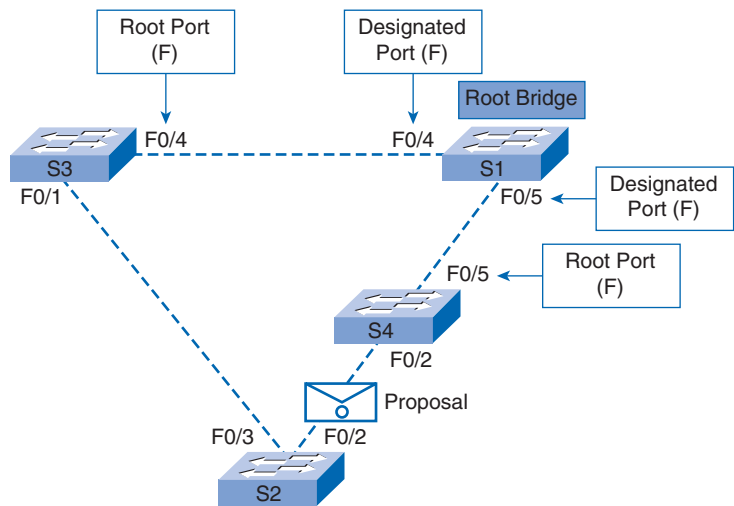 Root Port
(F)
Designated
Port (F)
Root Bridge
F0/4
F0/4
S3
S1
F0/1
F0/5
Designated
Port (F)
F0/5
Root Port
(F)
S4
F0/2
Proposal
F0/3
F0/2
S2